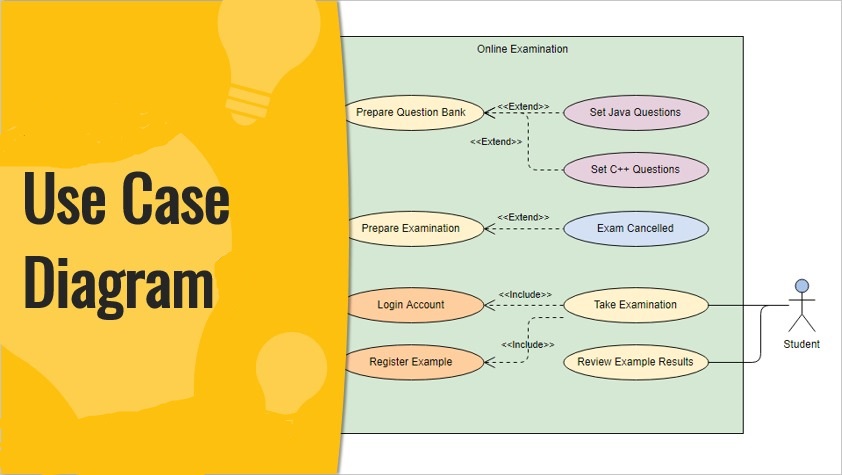 Use Case
Diagram
Online Examination
Prepare Question Bank
<<Extend>>
Set Java Questions
<<Extend>>
Set C++ Questions
Prepare Examination
<<Extend>>
Exam Cancelled
Login Account
<<Include>>
Take Examination
<<Include>>
Register Example
Review Example Results
Student